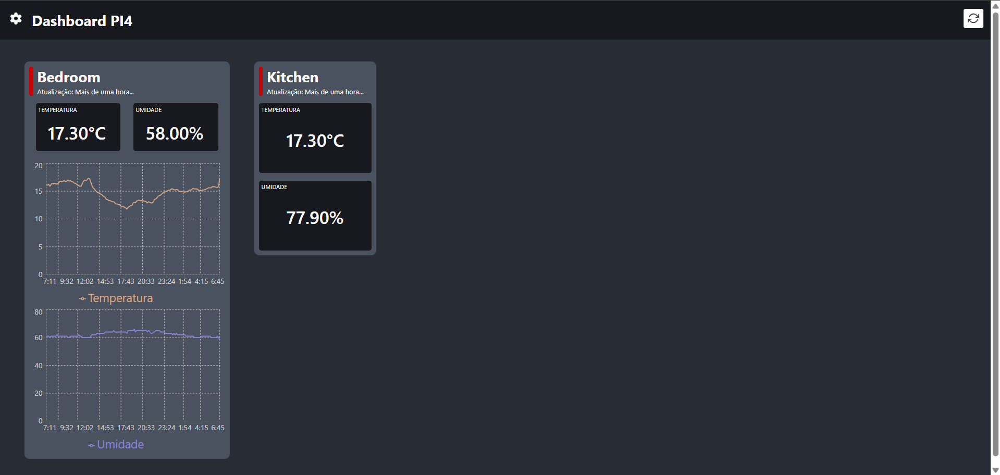 Dashboard PI4
Bedroom
Atualização: Mais de uma hora...
TEMPERATURA
17.30°C
UMIDADE
58.00%
20
15
10
5
0
7:11 9:32 12:02 14:53 17:43 20:33 23:24 1:54 4:15 6:45
Temperatura
80
60
40
20
0
7:11 9:32 12:02 14:53 17:43 20:33 23:24 1:54 4:15 6:45
Umidade
Kitchen
Atualização: Mais de uma hora...
TEMPERATURA
17.30°C
UMIDADE
77.90%